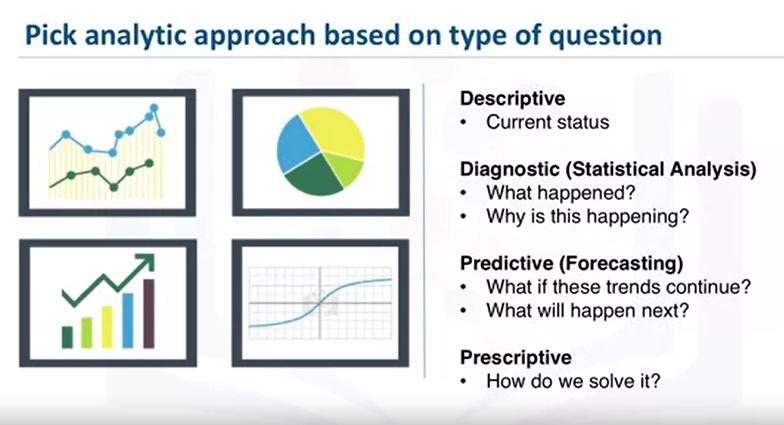 Pick analytic approach based on type of question
Descriptive
• Current status
Diagnostic (Statistical Analysis)
• What happened?
• Why is this happening?
Predictive (Forecasting)
• What if these trends continue?
• What will happen next?
Prescriptive
• How do we solve it?